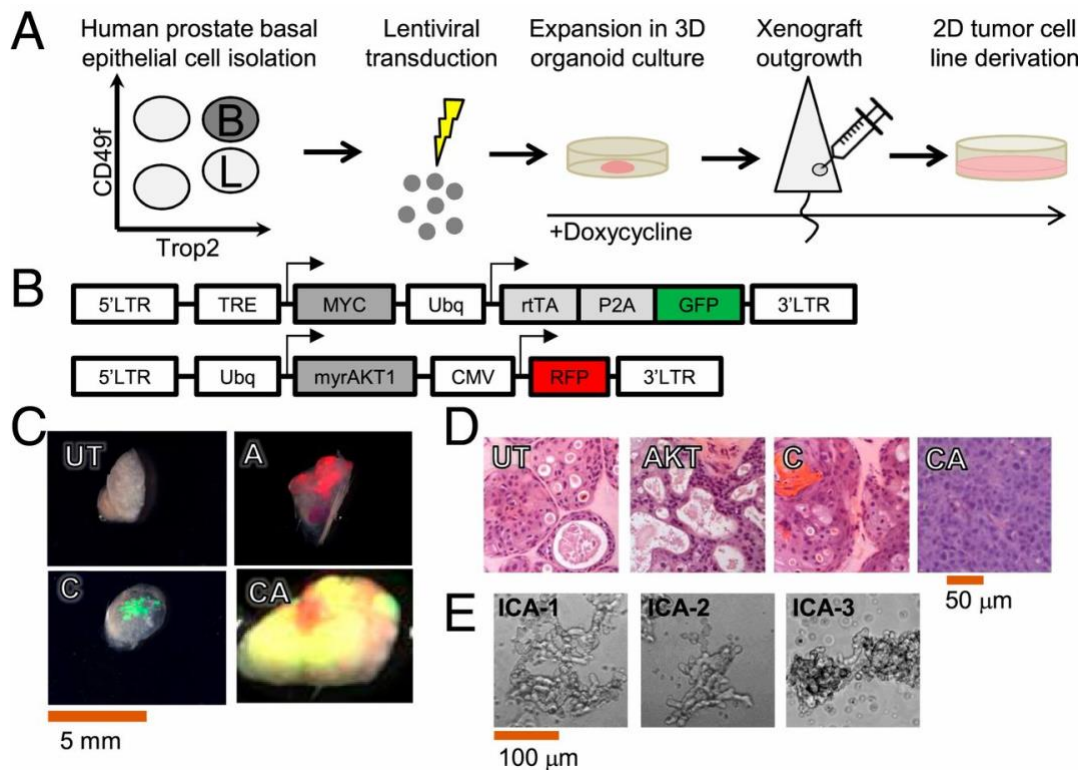 A
Human prostate basal
epithelial cell isolation
Lentiviral
transduction
Expansion in 3D
organoid culture
Xenograft
outgrowth
2D tumor cell
line derivation
CD49f
B
L
Trop2
+Doxycycline
B
5'LTR TRE MYC Ubq rtTA P2A GFP 3'LTR
5'LTR Ubq myrAKT1 CMV RFP 3'LTR
C
UT
A
C
CA
5 mm
D
UT
AKT
C
CA
50 μm
E
ICA-1
ICA-2
ICA-3
100 μm